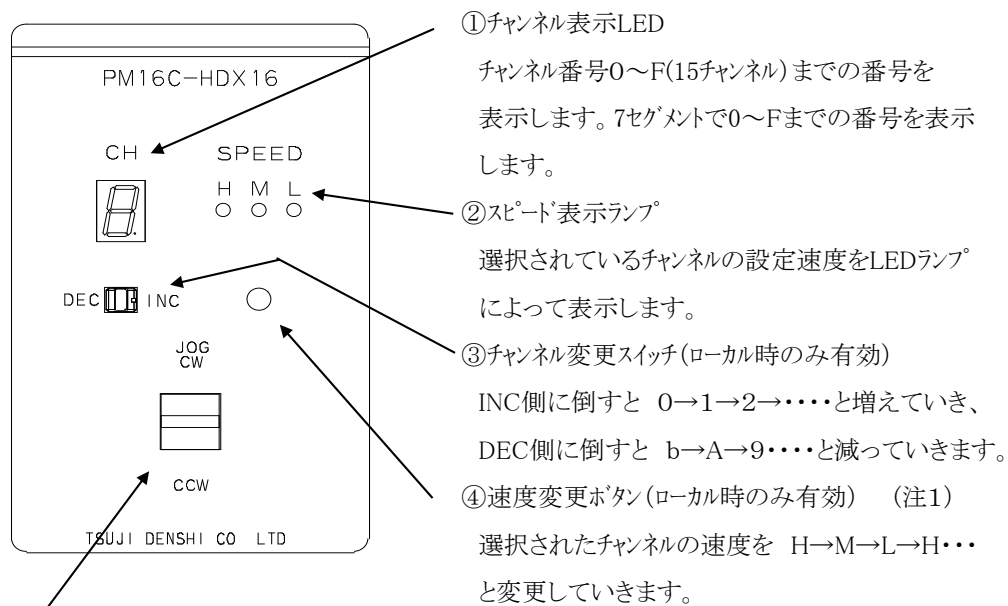 PM16C-HDX16
CH SPEED
H M L
DEC INC
JOG
CW
CCW
TSUJI DENSHI CO LTD
①チャンネル表示LED
チャンネル番号0～F(15チャンネル)までの番号を
表示します。7セグメントで0～Fまでの番号を表示
します。
②スピード表示ランプ
選択されているチャンネルの設定速度をLEDランプ
によって表示します。
③チャンネル変更スイッチ(ローカル時のみ有効)
INC側に倒すと 0→1→2→････と増えていき、
DEC側に倒すと b→A→9････と減っていきます。
④速度変更ボタン(ローカル時のみ有効) (注1)
選択されたチャンネルの速度を H→M→L→H･･･
と変更していきます。